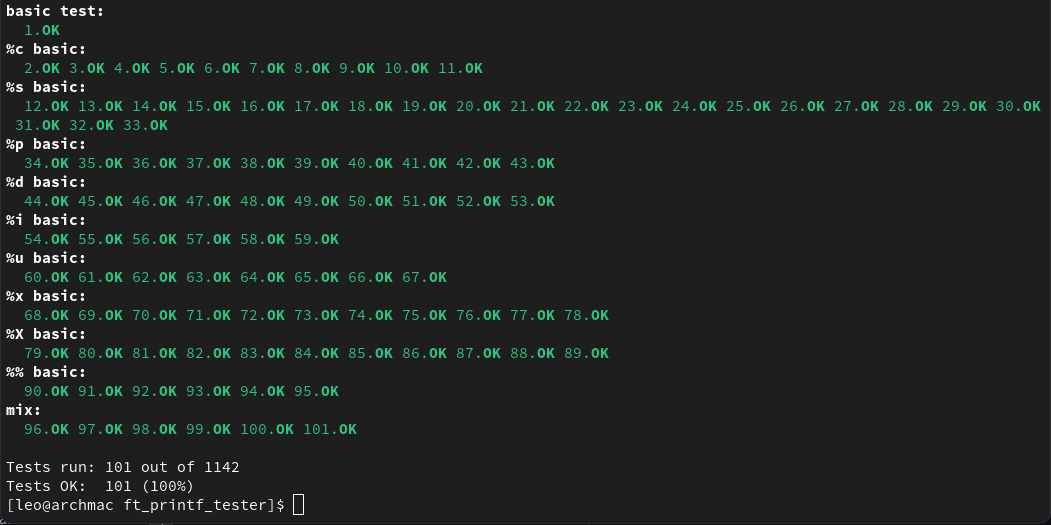 basic test:
1.OK
%c basic:
2.OK 3.OK 4.OK 5.OK 6.OK 7.OK 8.OK 9.OK 10.OK 11.OK
%s basic:
12.OK 13.OK 14.OK 15.OK 16.OK 17.OK 18.OK 19.OK 20.OK 21.OK 22.OK 23.OK 24.OK 25.OK 26.OK 27.OK 28.OK 29.OK 30.OK
31.OK 32.OK 33.OK
%p basic:
34.OK 35.OK 36.OK 37.OK 38.OK 39.OK 40.OK 41.OK 42.OK 43.OK
%d basic:
44.OK 45.OK 46.OK 47.OK 48.OK 49.OK 50.OK 51.OK 52.OK 53.OK
%i basic:
54.OK 55.OK 56.OK 57.OK 58.OK 59.OK
%u basic:
60.OK 61.OK 62.OK 63.OK 64.OK 65.OK 66.OK 67.OK
%x basic:
68.OK 69.OK 70.OK 71.OK 72.OK 73.OK 74.OK 75.OK 76.OK 77.OK 78.OK
%X basic:
79.OK 80.OK 81.OK 82.OK 83.OK 84.OK 85.OK 86.OK 87.OK 88.OK 89.OK
%% basic:
90.OK 91.OK 92.OK 93.OK 94.OK 95.OK
mix:
96.OK 97.OK 98.OK 99.OK 100.OK 101.OK
Tests run: 101 out of 1142
Tests OK:  101 (100%)
[leo@archmac ft_printf_tester]$